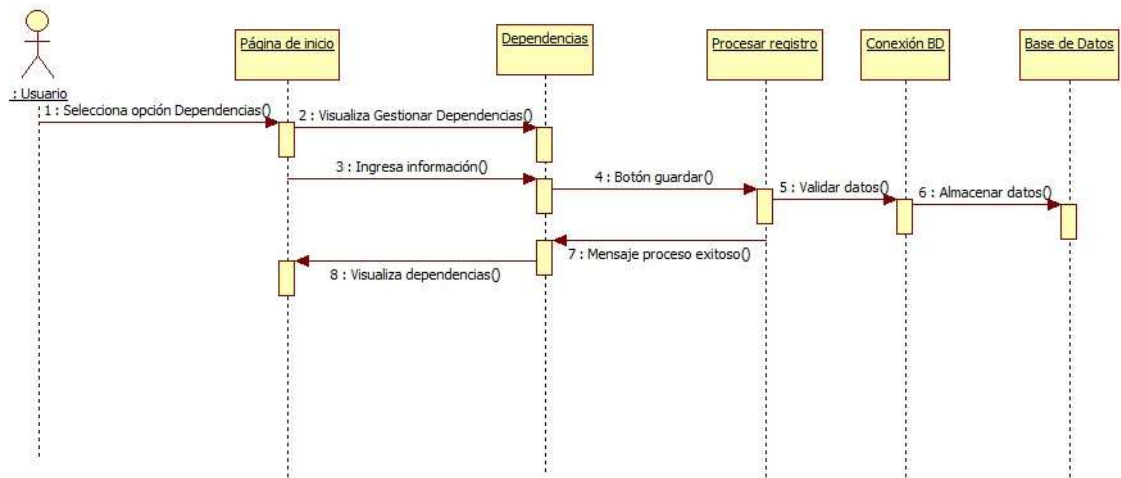 : Usuario
Página de inicio
Dependencias
Procesar registro
Conexión BD
Base de Datos
1 : Selecciona opción Dependencias()
2 : Visualiza Gestionar Dependencias()
3 : Ingresa información()
4 : Botón guardar()
5 : Validar datos()
6 : Almacenar datos()
7 : Mensaje proceso exitoso()
8 : Visualiza dependencias()